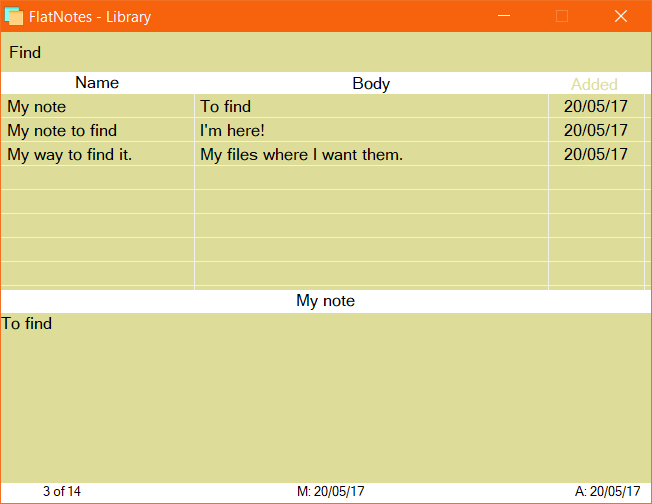 FlatNotes - Library
Find
Name Body Added
My note To find 20/05/17
My note to find I'm here! 20/05/17
My way to find it. My files where I want them. 20/05/17
My note
To find
3 of 14 M: 20/05/17 A: 20/05/17